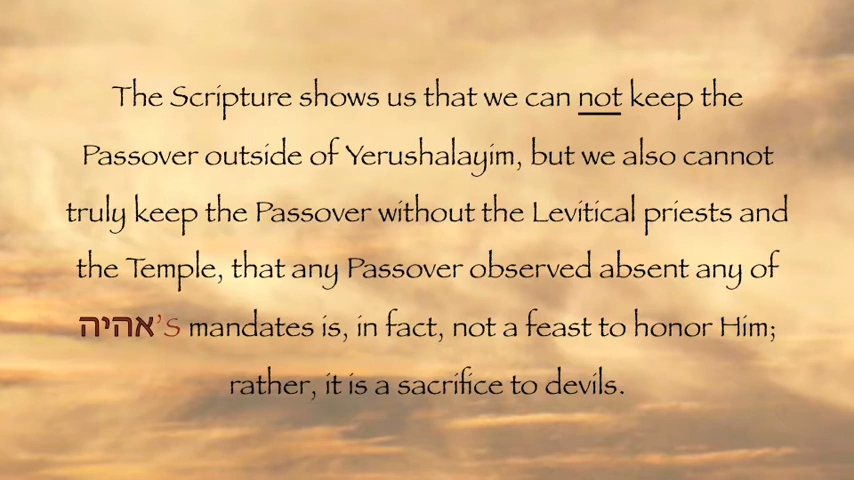 The Scripture shows us that we can not keep the
Passover outside of Yerushalayim, but we also cannot
truly keep the Passover without the Levitical priests and
the Temple, that any Passover observed absent any of
אהיה’S mandates is, in fact, not a feast to honor Him;
rather, it is a sacrifice to devils.